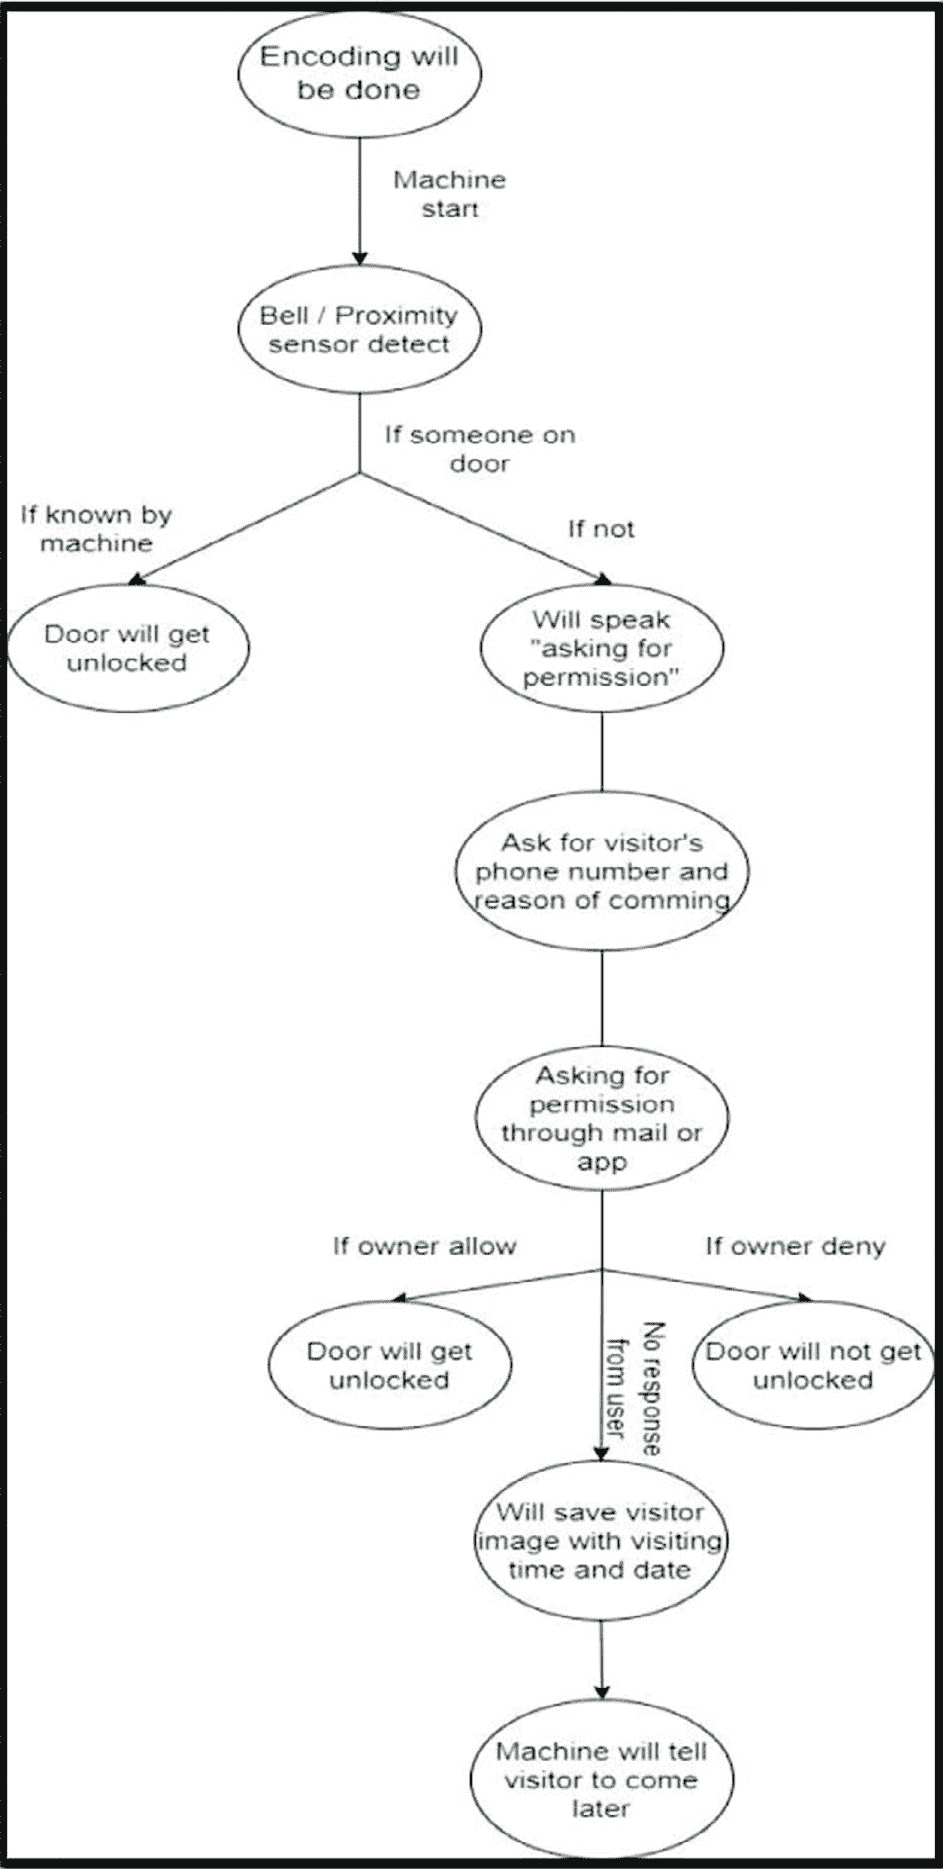 Encoding will
be done
Machine
start
Bell / Proximity
sensor detect
If someone on
door
If known by
machine
If not
Door will get
unlocked
Will speak
"asking for
permission"
Ask for visitor's
phone number and
reason of comming
Asking for
permission
through mail or
app
If owner allow
If owner deny
Door will get
unlocked
No response
from user
Door will not get
unlocked
Will save visitor
image with visiting
time and date
Machine will tell
visitor to come
later